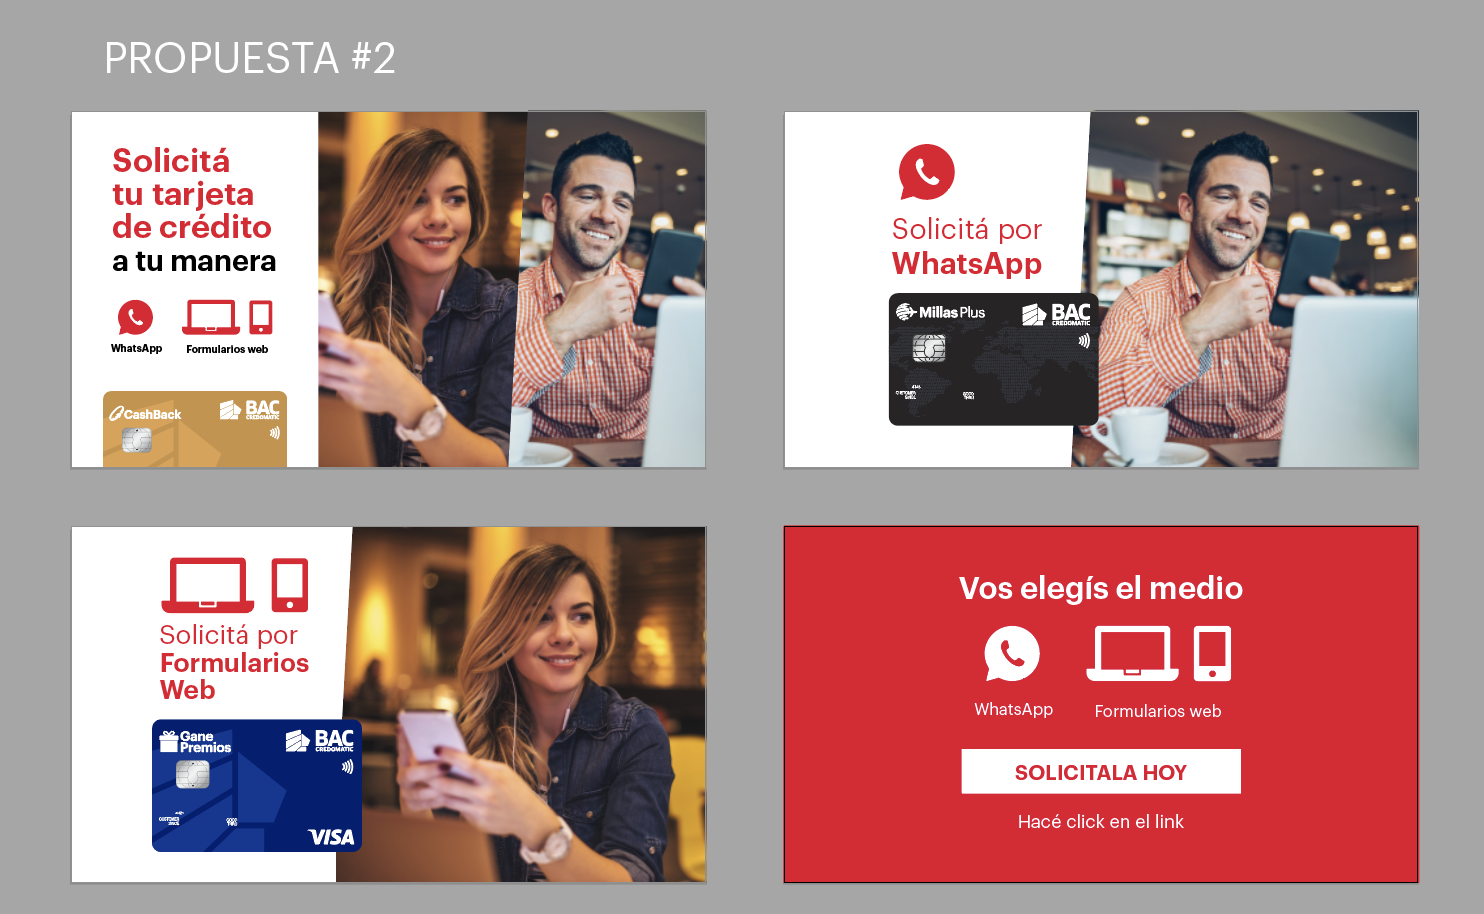 PROPUESTA #2
Solicitá
tu tarjeta
de crédito
a tu manera
WhatsApp
Formularios web
CashBack
BAC
CREDOMATIC
Solicitá por
WhatsApp
Millas Plus
BAC
CREDOMATIC
Solicitá por
Formularios
Web
Gane
Premios
BAC
CREDOMATIC
VISA
Vos elegís el medio
WhatsApp
Formularios web
SOLICITALA HOY
Hacé click en el link